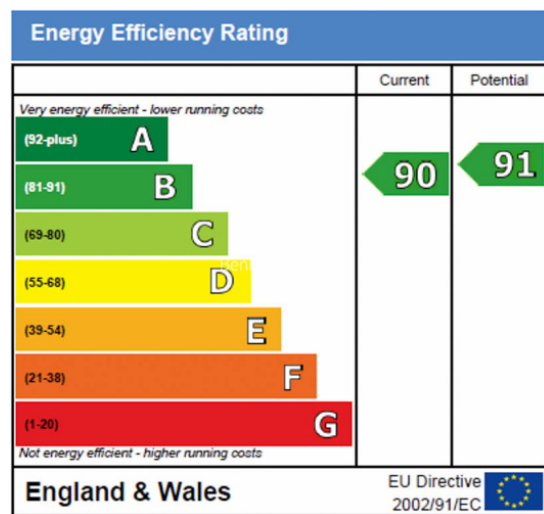 Energy Efficiency Rating
Current Potential
Very energy efficient - lower running costs
(92-plus) A
(81-91) B
90
91
(69-80) C
(55-68) D
(39-54) E
(21-38) F
(1-20) G
Not energy efficient - higher running costs
England & Wales
EU Directive
2002/91/EC